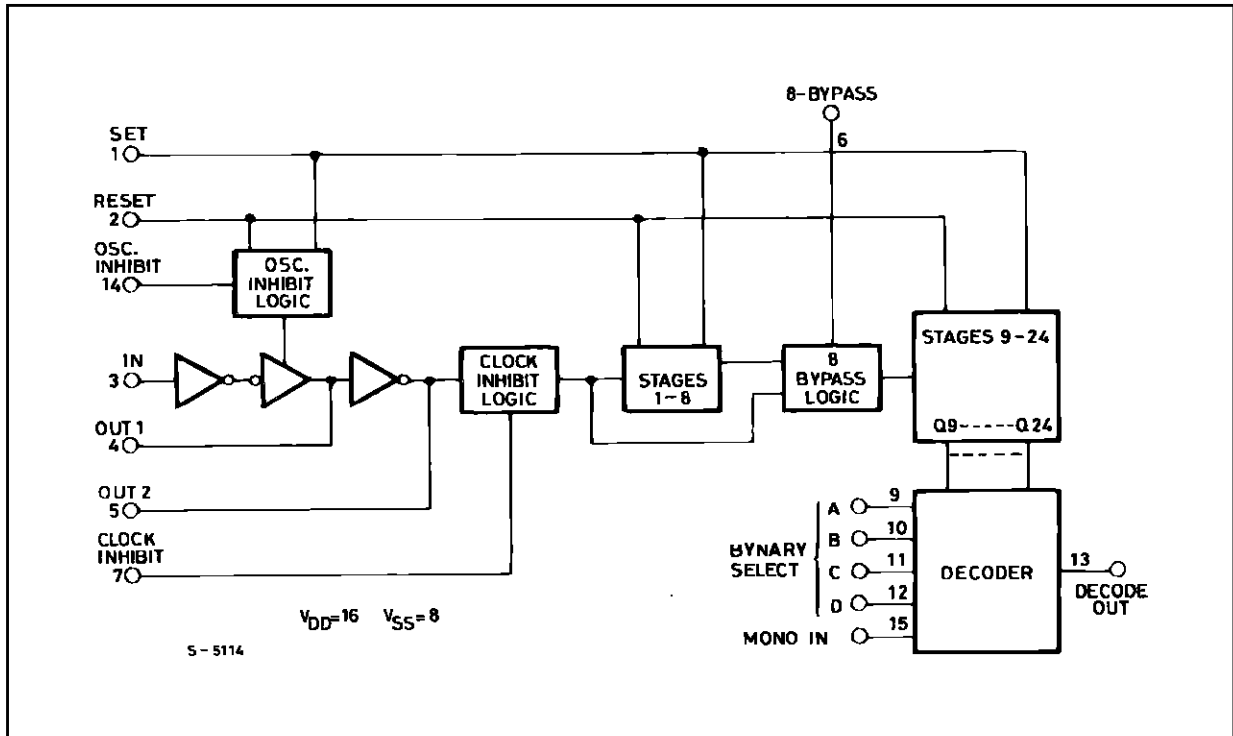 8-BYPASS
6
SET
1
RESET
2
OSC.
INHIBIT
14
OSC.
INHIBIT
LOGIC
IN
3
CLOCK
INHIBIT
LOGIC
STAGES
1-8
8
BYPASS
LOGIC
STAGES 9-24
Q9-----Q24
OUT 1
4
OUT 2
5
CLOCK
INHIBIT
7
BYNARY
SELECT
A 9
B 10
C 11
D 12
MONO IN 15
DECODER
13
DECODE
OUT
VDD=16 VSS=8
S-5114